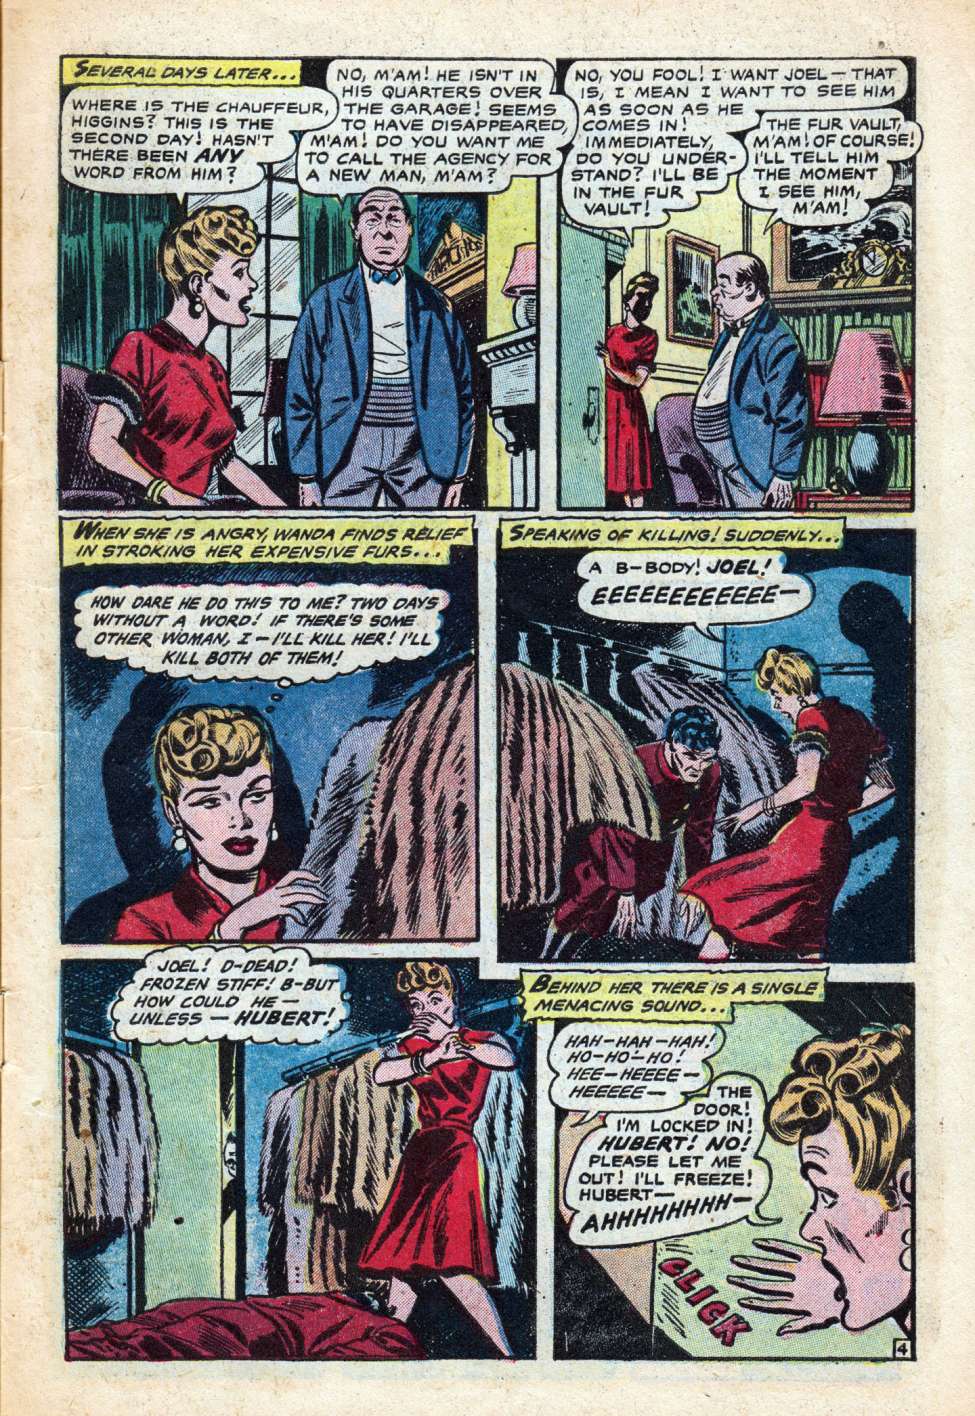 SEVERAL DAYS LATER...
WHERE IS THE CHAUFFEUR,
HIGGINS? THIS IS THE
SECOND DAY! HASN'T
THERE BEEN ANY
WORD FROM HIM?
NO, M'AM! HE ISN'T IN
HIS QUARTERS OVER
THE GARAGE! SEEMS
TO HAVE DISAPPEARED,
M'AM! DO YOU WANT ME
TO CALL THE AGENCY FOR
A NEW MAN, M'AM?
NO, YOU FOOL! I WANT JOEL — THAT
IS, I MEAN I WANT TO SEE HIM
AS SOON AS HE
COMES IN!
IMMEDIATELY,
DO YOU UNDER-
STAND? I'LL BE
IN THE FUR
VAULT!
THE FUR VAULT,
M'AM! OF COURSE!
I'LL TELL HIM
THE MOMENT
I SEE HIM,
M'AM!
WHEN SHE IS ANGRY, WANDA FINDS RELIEF
IN STROKING HER EXPENSIVE FURS...
HOW DARE HE DO THIS TO ME? TWO DAYS
WITHOUT A WORD! IF THERE'S SOME
OTHER WOMAN, I — I'LL KILL HER! I'LL
KILL BOTH OF THEM!
SPEAKING OF KILLING! SUDDENLY...
A B-BODY! JOEL!
EEEEEEEEEEEE—
JOEL! D-DEAD!
FROZEN STIFF! B-BUT
HOW COULD HE —
UNLESS — HUBERT!
BEHIND HER THERE IS A SINGLE
MENACING SOUND...
HAH-HAH-HAH!
HO-HO-HO!
HEE-HEEEE-
HEEEEE—
THE
DOOR!
I'M LOCKED IN!
HUBERT! NO!
PLEASE LET ME
OUT! I'LL FREEZE!
HUBERT—
AHHHHHHHH—
CLICK
4